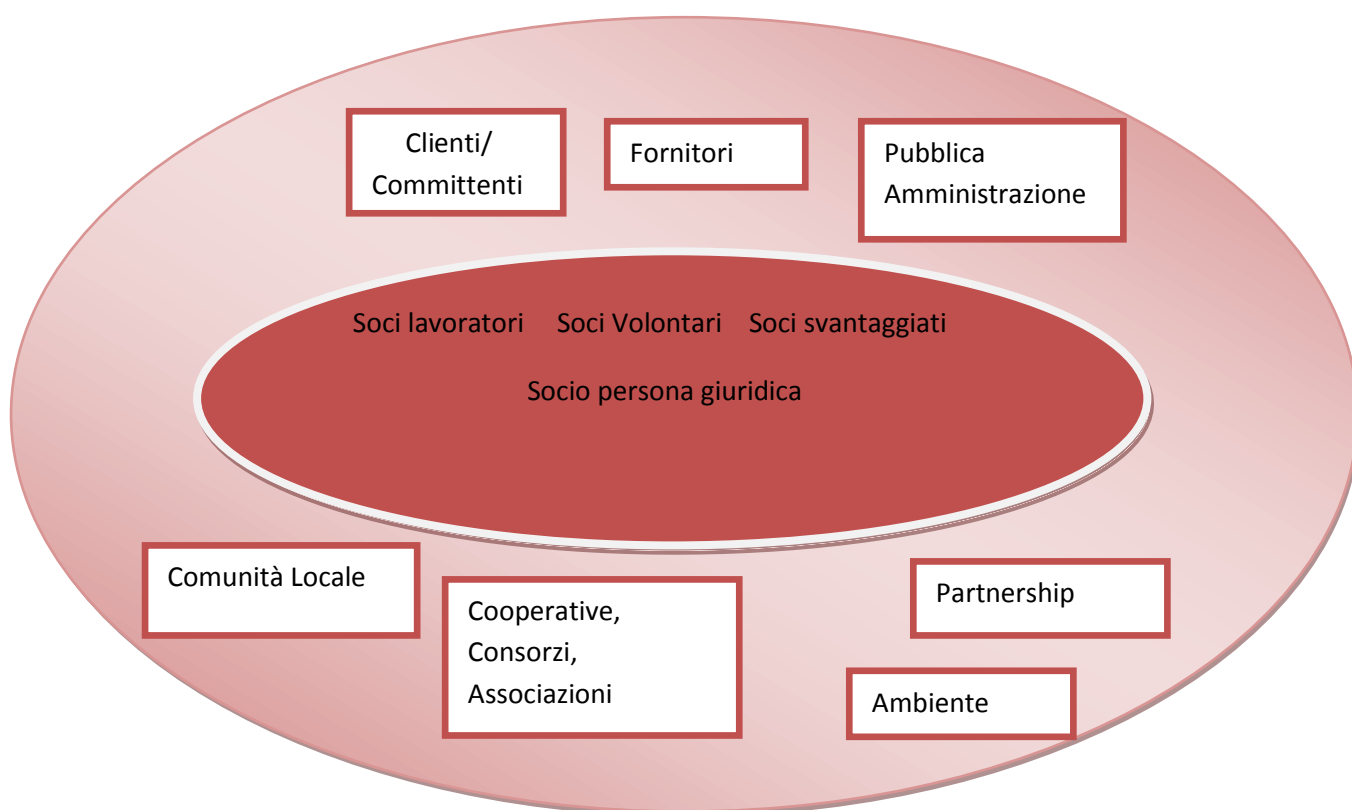 Clienti/
Committenti
Fornitori
Pubblica
Amministrazione
Soci lavoratori Soci Volontari Soci svantaggiati
Socio persona giuridica
Comunità Locale
Cooperative,
Consorzi,
Associazioni
Partnership
Ambiente